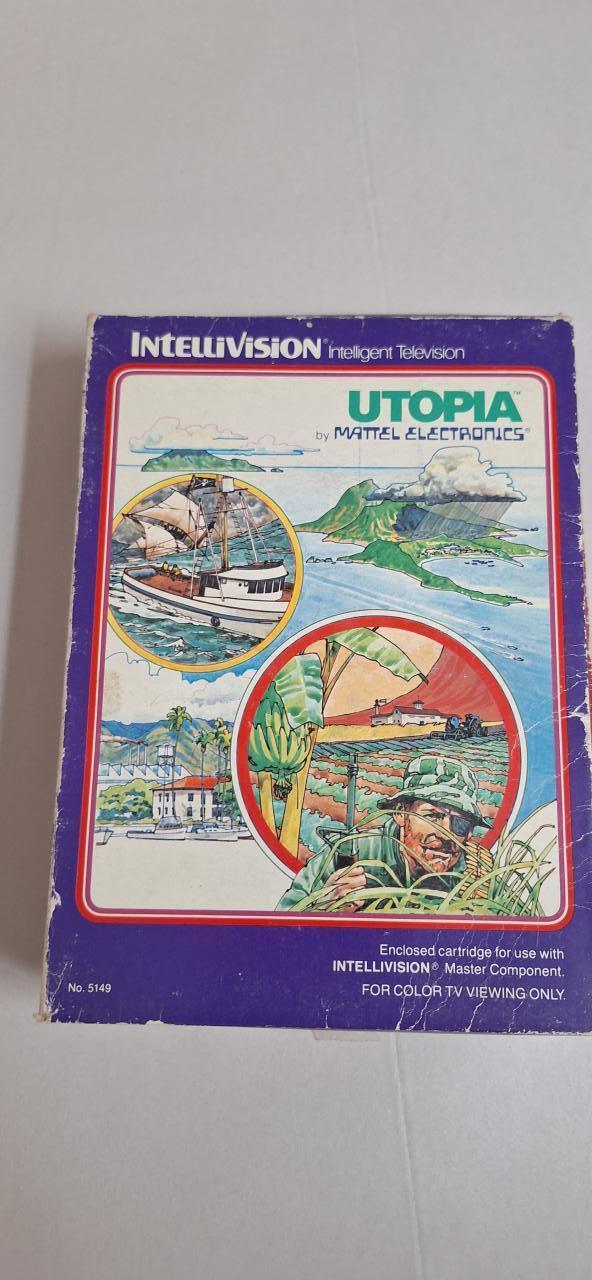 INTELLIVISION® Intelligent Television
UTOPIA™
by MATTEL ELECTRONICS®
Enclosed cartridge for use with
INTELLIVISION® Master Component.
No. 5149
FOR COLOR TV VIEWING ONLY.